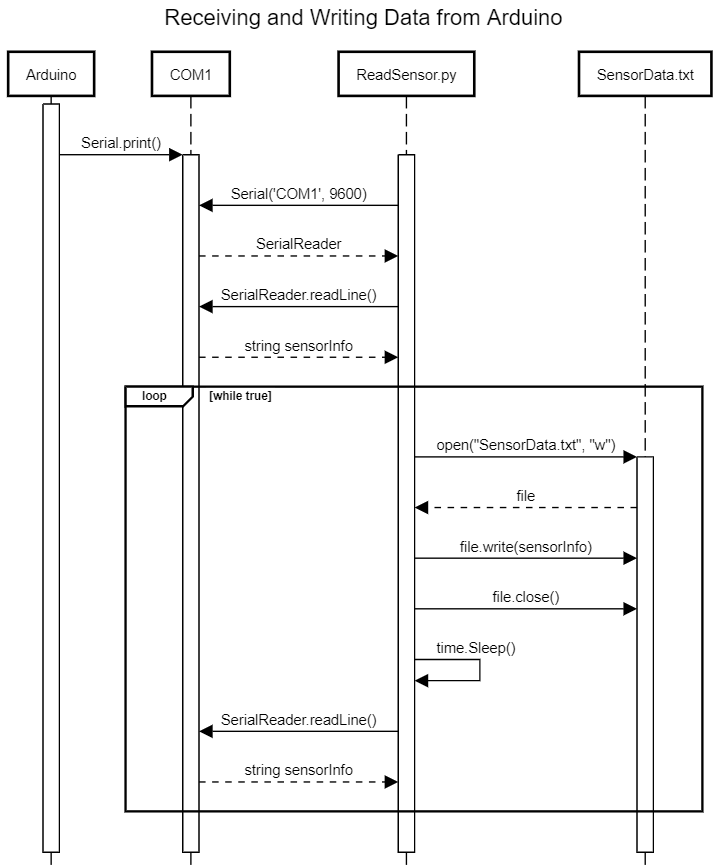 Receiving and Writing Data from Arduino
Arduino
COM1
ReadSensor.py
SensorData.txt
Serial.print()
Serial('COM1', 9600)
SerialReader
SerialReader.readLine()
string sensorInfo
loop
[while true]
open("SensorData.txt", "w")
file
file.write(sensorInfo)
file.close()
time.Sleep()
SerialReader.readLine()
string sensorInfo